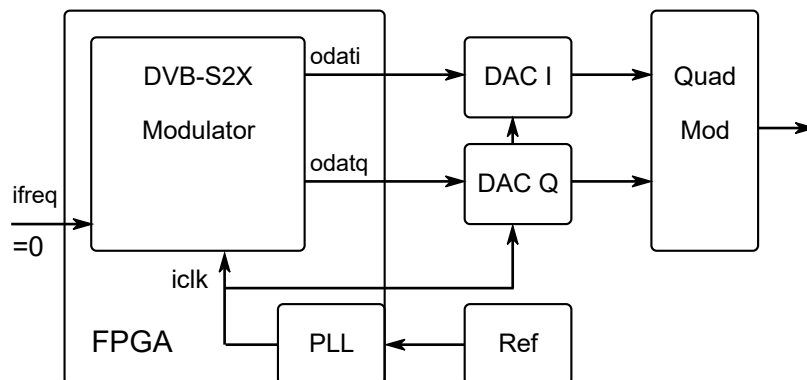 DVB-S2X
Modulator
odati
odatq
DAC I
DAC Q
Quad
Mod
ifreq
=0
iclk
FPGA
PLL
Ref